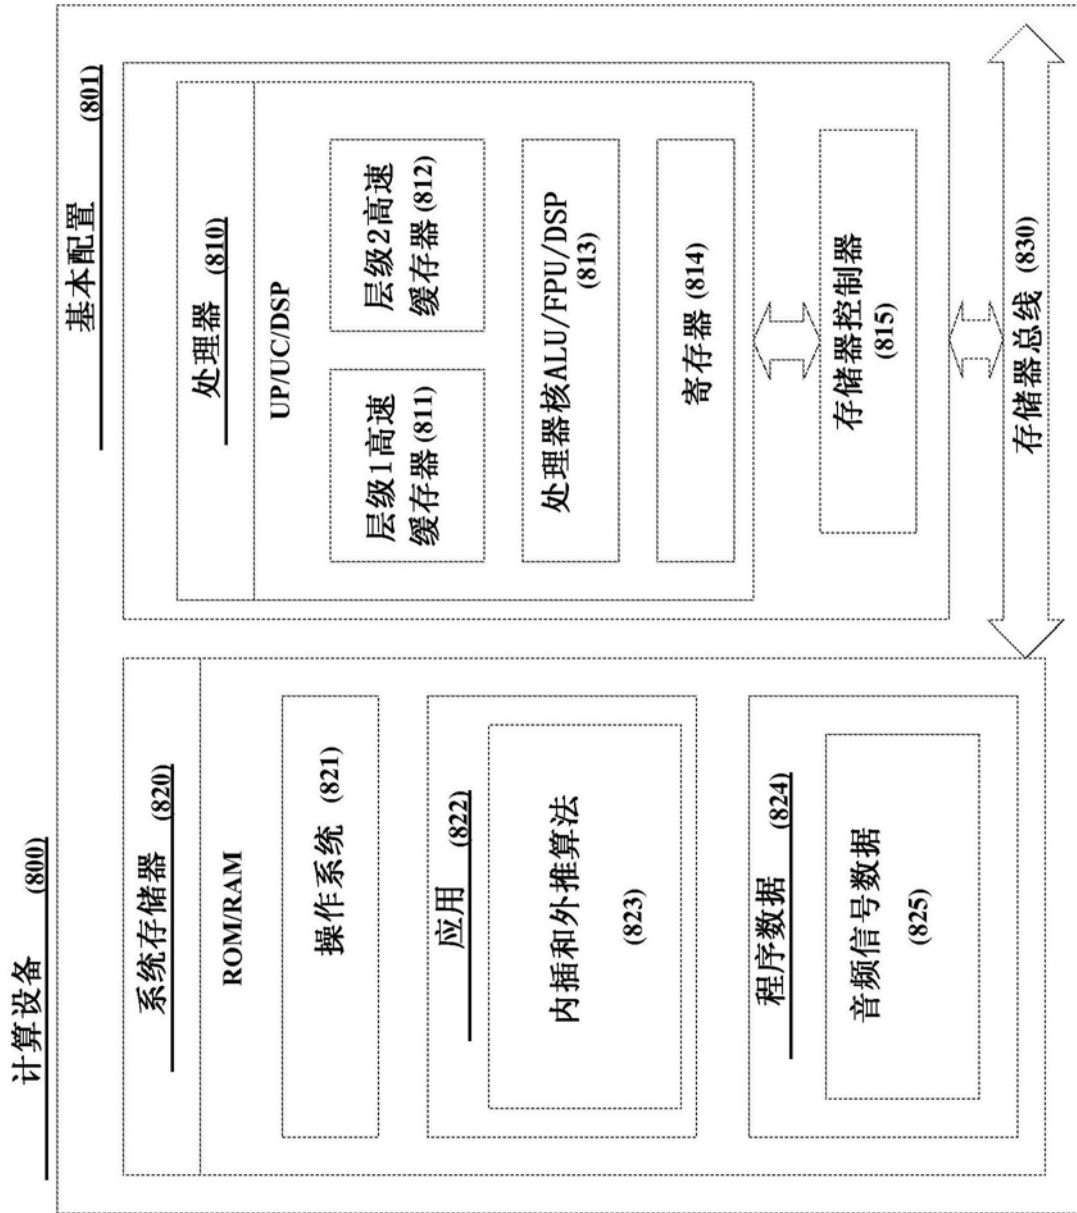 计算设备 (800)
基本配置 (801)
系统存储器 (820)
ROM/RAM
操作系统 (821)
应用 (822)
内插和外推算法
(823)
程序数据 (824)
音频信号数据
(825)
处理器 (810)
UP/UC/DSP
层级1高速
缓存器(811)
层级2高速
缓存器(812)
处理器核ALU/FPU/DSP
(813)
寄存器 (814)
存储器控制器
(815)
存储器总线 (830)